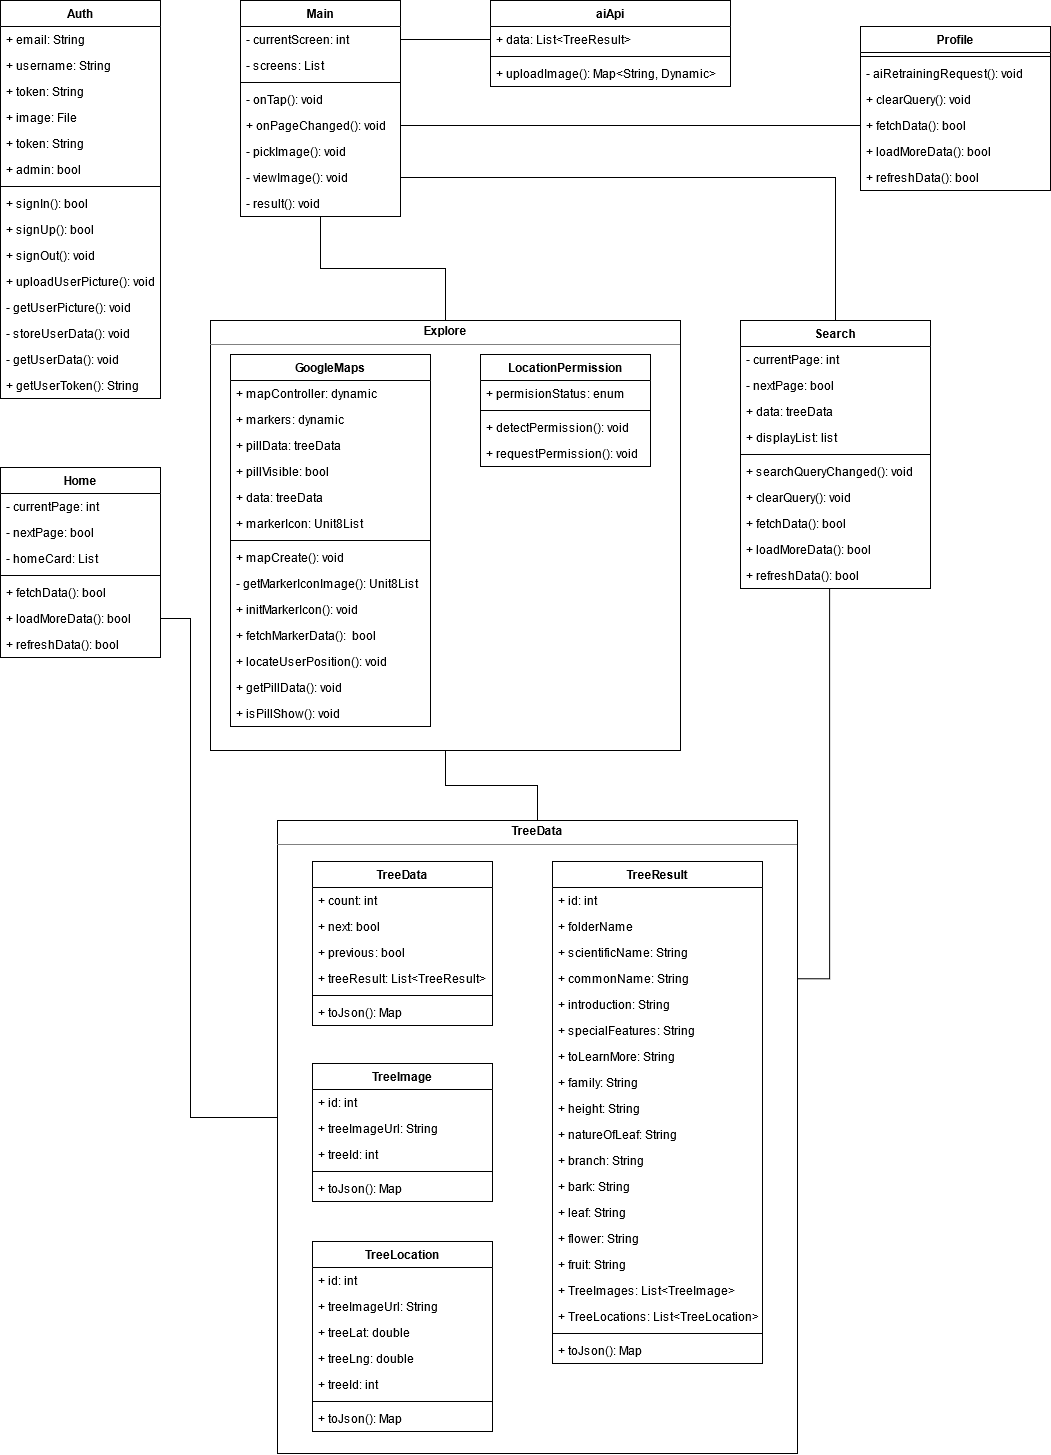 Auth
+ email: String
+ username: String
+ token: String
+ image: File
+ token: String
+ admin: bool
+ signIn(): bool
+ signUp(): bool
+ signOut(): void
+ uploadUserPicture(): void
- getUserPicture(): void
- storeUserData(): void
- getUserData(): void
+ getUserToken(): String
Main
- currentScreen: int
- screens: List
- onTap(): void
+ onPageChanged(): void
- pickImage(): void
- viewImage(): void
- result(): void
aiApi
+ data: List<TreeResult>
+ uploadImage(): Map<String, Dynamic>
Profile
- aiRetrainingRequest(): void
+ clearQuery(): void
+ fetchData(): bool
+ loadMoreData(): bool
+ refreshData(): bool
Home
- currentPage: int
- nextPage: bool
- homeCard: List
+ fetchData(): bool
+ loadMoreData(): bool
+ refreshData(): bool
Explore
GoogleMaps
+ mapController: dynamic
+ markers: dynamic
+ pillData: treeData
+ pillVisible: bool
+ data: treeData
+ markerIcon: Unit8List
+ mapCreate(): void
- getMarkerIconImage(): Unit8List
+ initMarkerIcon(): void
+ fetchMarkerData(): bool
+ locateUserPosition(): void
+ getPillData(): void
+ isPillShow(): void
LocationPermission
+ permisionStatus: enum
+ detectPermission(): void
+ requestPermission(): void
Search
- currentPage: int
- nextPage: bool
+ data: treeData
+ displayList: list
+ searchQueryChanged(): void
+ clearQuery(): void
+ fetchData(): bool
+ loadMoreData(): bool
+ refreshData(): bool
TreeData
TreeData
+ count: int
+ next: bool
+ previous: bool
+ treeResult: List<TreeResult>
+ toJson(): Map
TreeImage
+ id: int
+ treeImageUrl: String
+ treeId: int
+ toJson(): Map
TreeLocation
+ id: int
+ treeImageUrl: String
+ treeLat: double
+ treeLng: double
+ treeId: int
+ toJson(): Map
TreeResult
+ id: int
+ folderName
+ scientificName: String
+ commonName: String
+ introduction: String
+ specialFeatures: String
+ toLearnMore: String
+ family: String
+ height: String
+ natureOfLeaf: String
+ branch: String
+ bark: String
+ leaf: String
+ flower: String
+ fruit: String
+ TreeImages: List<TreeImage>
+ TreeLocations: List<TreeLocation>
+ toJson(): Map